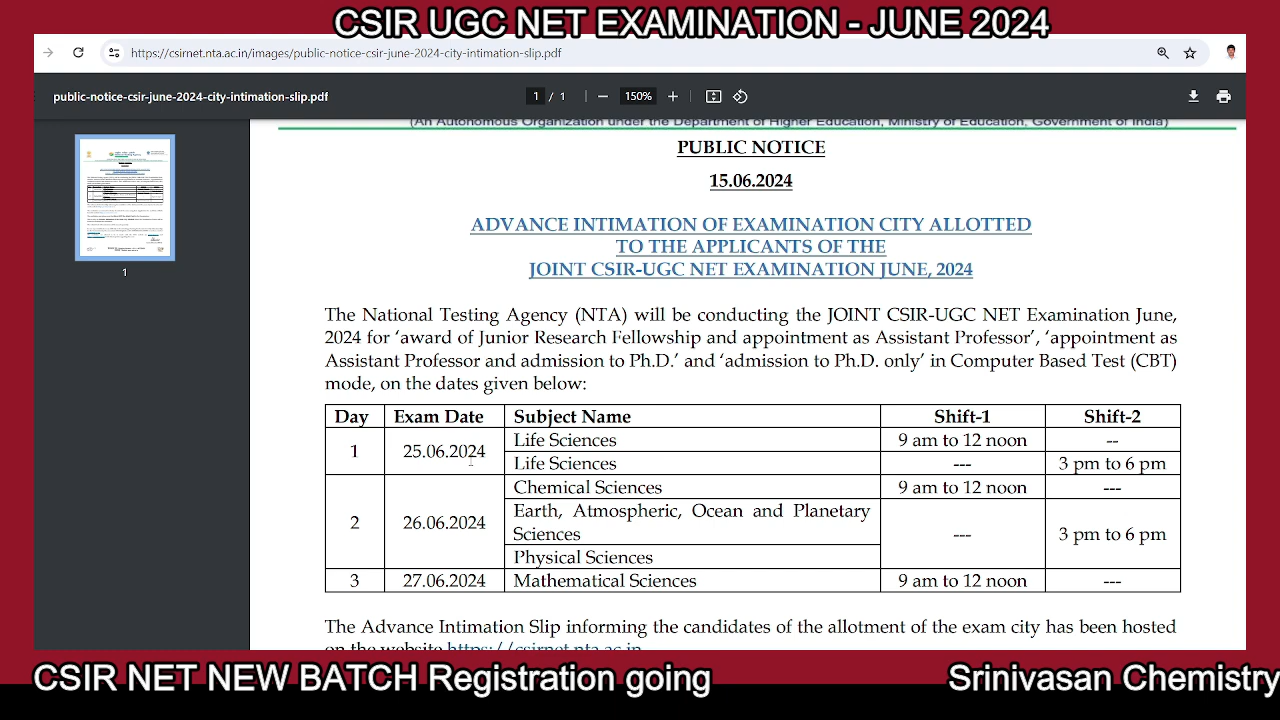 CSIR UGC NET EXAMINATION - JUNE 2024
https://csirnet.nta.ac.in/images/public-notice-csir-june-2024-city-intimation-slip.pdf
public-notice-csir-june-2024-city-intimation-slip.pdf
1 / 1
150%
(An Autonomous Organization under the Department of Higher Education, Ministry of Education, Government of India)
PUBLIC NOTICE
15.06.2024
ADVANCE INTIMATION OF EXAMINATION CITY ALLOTTED
TO THE APPLICANTS OF THE
JOINT CSIR-UGC NET EXAMINATION JUNE, 2024
The National Testing Agency (NTA) will be conducting the JOINT CSIR-UGC NET Examination June,
2024 for ‘award of Junior Research Fellowship and appointment as Assistant Professor’, ‘appointment as
Assistant Professor and admission to Ph.D.’ and ‘admission to Ph.D. only’ in Computer Based Test (CBT)
mode, on the dates given below:
Day Exam Date Subject Name Shift-1 Shift-2
1 25.06.2024 Life Sciences 9 am to 12 noon --
Life Sciences --- 3 pm to 6 pm
2 26.06.2024 Chemical Sciences 9 am to 12 noon ---
Earth, Atmospheric, Ocean and Planetary
Sciences --- 3 pm to 6 pm
Physical Sciences
3 27.06.2024 Mathematical Sciences 9 am to 12 noon ---
The Advance Intimation Slip informing the candidates of the allotment of the exam city has been hosted
on the website https://csirnet.nta.ac.in
1
CSIR NET NEW BATCH Registration going
Srinivasan Chemistry